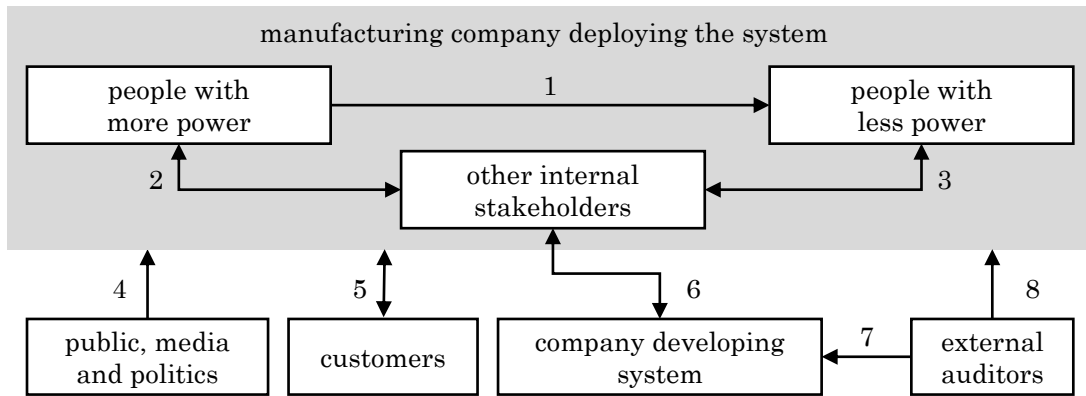 manufacturing company deploying the system
people with
more power
1
people with
less power
2
other internal
stakeholders
3
4
5
6
8
7
public, media
and politics
customers
company developing
system
external
auditors